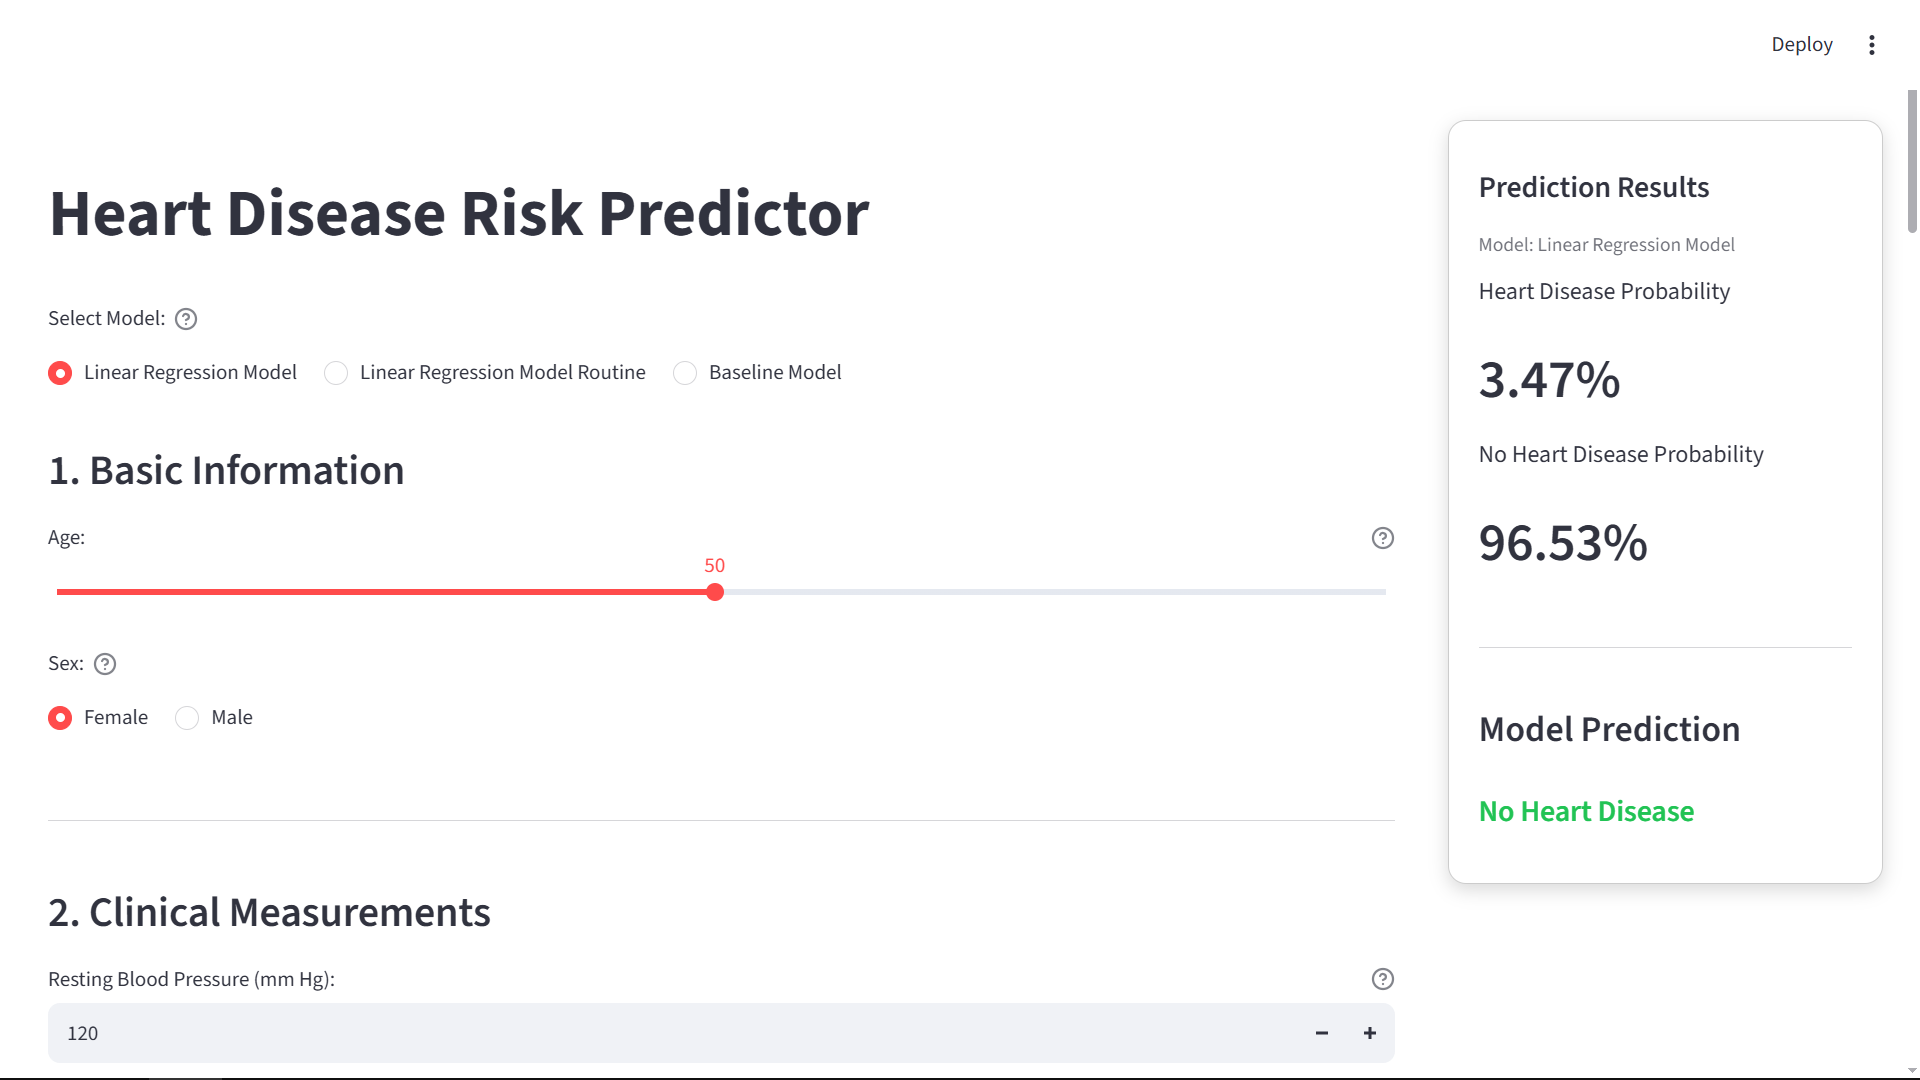 Deploy
Heart Disease Risk Predictor
Select Model:
Linear Regression Model Linear Regression Model Routine Baseline Model
1. Basic Information
Age:
50
Sex:
Female Male
2. Clinical Measurements
Resting Blood Pressure (mm Hg):
120
Prediction Results
Model: Linear Regression Model
Heart Disease Probability
3.47%
No Heart Disease Probability
96.53%
Model Prediction
No Heart Disease